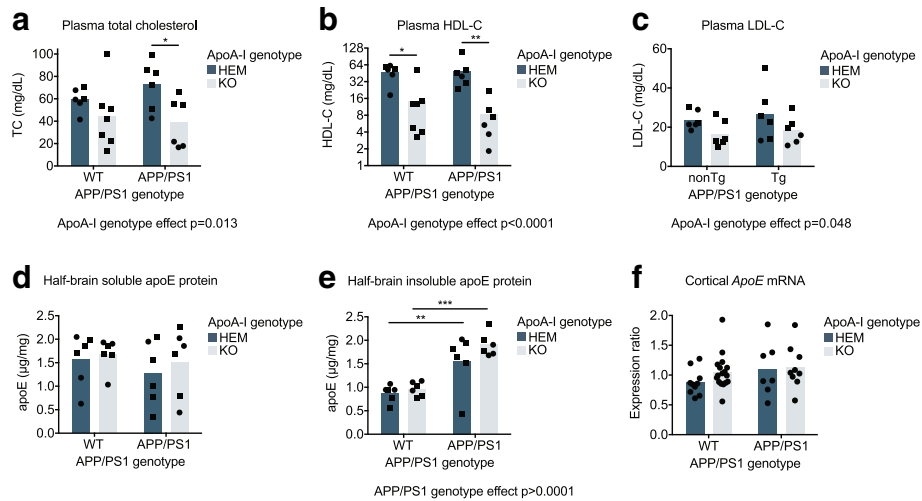 a
Plasma total cholesterol
TC (mg/dL)
100
80
60
40
20
0
*
WT
APP/PS1
APP/PS1 genotype
ApoA-I genotype
HEM
KO
ApoA-I genotype effect p=0.013
b
Plasma HDL-C
HDL-C (mg/dL)
128
64
32
16
8
4
2
1
*
**
WT
APP/PS1
APP/PS1 genotype
ApoA-I genotype
HEM
KO
ApoA-I genotype effect p<0.0001
c
Plasma LDL-C
LDL-C (mg/dL)
60
40
20
0
nonTg
Tg
APP/PS1 genotype
ApoA-I genotype
HEM
KO
ApoA-I genotype effect p=0.048
d
Half-brain soluble apoE protein
apoE (µg/mg)
2.5
2.0
1.5
1.0
0.5
0.0
WT
APP/PS1
APP/PS1 genotype
ApoA-I genotype
HEM
KO
e
Half-brain insoluble apoE protein
apoE (µg/mg)
2.5
2.0
1.5
1.0
0.5
0.0
***
**
WT
APP/PS1
APP/PS1 genotype
ApoA-I genotype
HEM
KO
APP/PS1 genotype effect p>0.0001
f
Cortical ApoE mRNA
Expression ratio
2.0
1.5
1.0
0.5
0.0
WT
APP/PS1
APP/PS1 genotype
ApoA-I genotype
HEM
KO